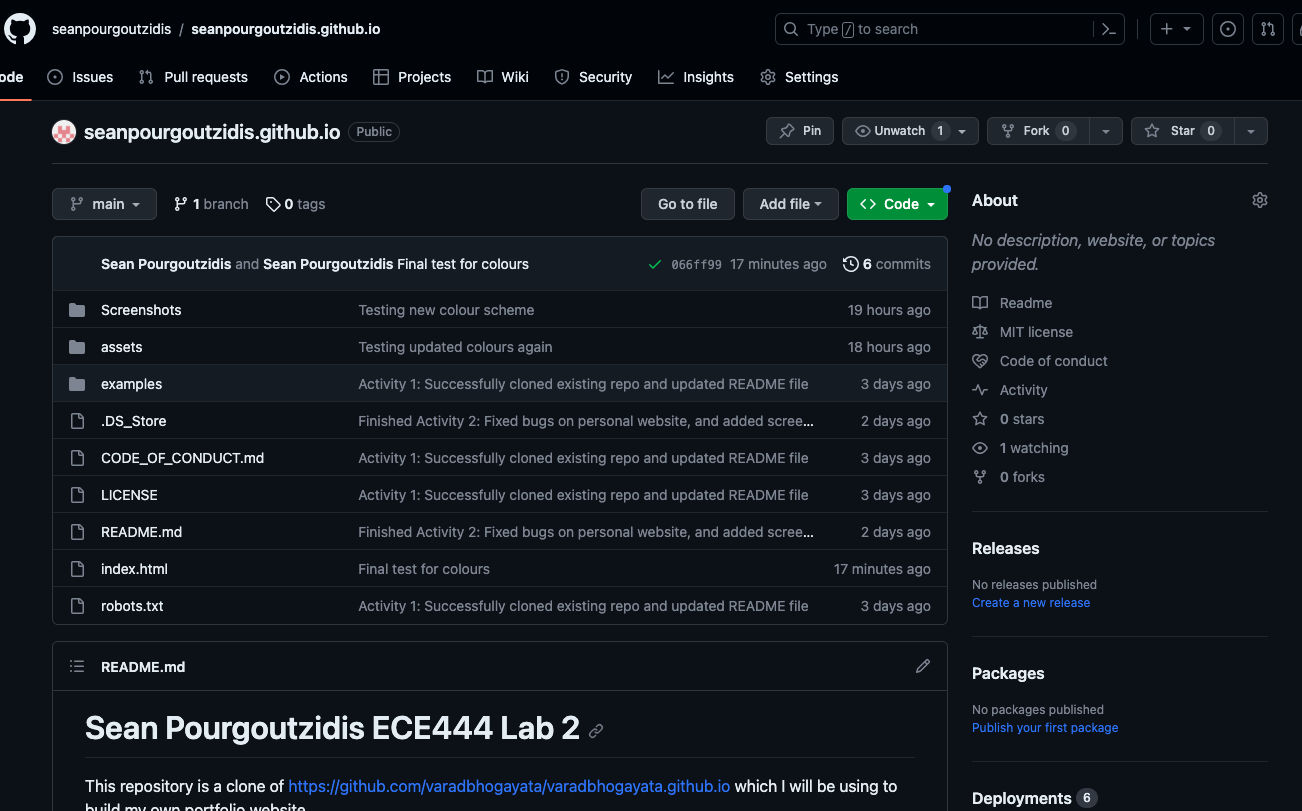 seanpourgoutzidis / seanpourgoutzidis.github.io Type / to search
ode Issues Pull requests Actions Projects Wiki Security Insights Settings
seanpourgoutzidis.github.io Public Pin Unwatch 1 Fork 0 Star 0
main 1 branch 0 tags Go to file Add file <> Code
Sean Pourgoutzidis and Sean Pourgoutzidis Final test for colours 066ff99 17 minutes ago 6 commits
Screenshots Testing new colour scheme 19 hours ago
assets Testing updated colours again 18 hours ago
examples Activity 1: Successfully cloned existing repo and updated README file 3 days ago
.DS_Store Finished Activity 2: Fixed bugs on personal website, and added scree... 2 days ago
CODE_OF_CONDUCT.md Activity 1: Successfully cloned existing repo and updated README file 3 days ago
LICENSE Activity 1: Successfully cloned existing repo and updated README file 3 days ago
README.md Finished Activity 2: Fixed bugs on personal website, and added scree... 2 days ago
index.html Final test for colours 17 minutes ago
robots.txt Activity 1: Successfully cloned existing repo and updated README file 3 days ago
README.md
Sean Pourgoutzidis ECE444 Lab 2
This repository is a clone of https://github.com/varadbhogayata/varadbhogayata.github.io which I will be using to
build my own portfolio website.
About
No description, website, or topics
provided.
Readme
MIT license
Code of conduct
Activity
0 stars
1 watching
0 forks
Releases
No releases published
Create a new release
Packages
No packages published
Publish your first package
Deployments 6